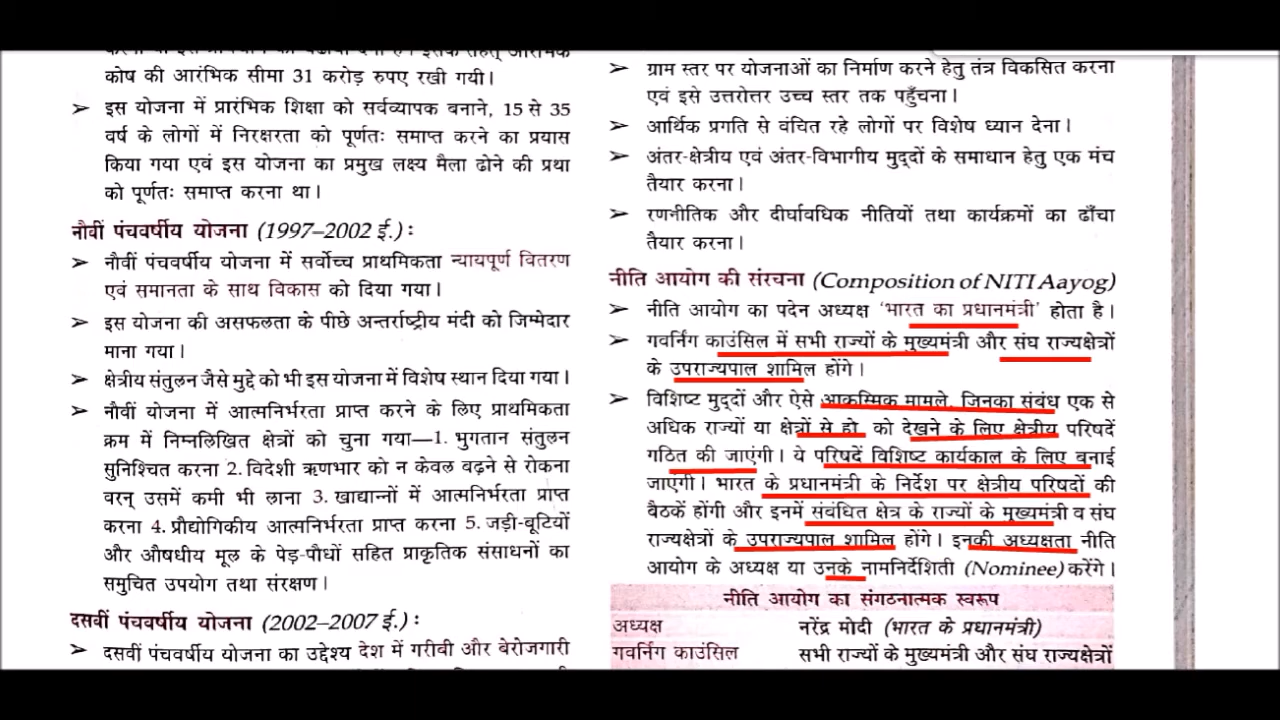 कोष की आरंभिक सीमा 31 करोड़ रुपए रखी गयी।
➢ इस योजना में प्रारंभिक शिक्षा को सर्वव्यापक बनाने, 15 से 35
वर्ष के लोगों में निरक्षरता को पूर्णतः समाप्त करने का प्रयास
किया गया एवं इस योजना का प्रमुख लक्ष्य मैला ढोने की प्रथा
को पूर्णतः समाप्त करना था।
नौवीं पंचवर्षीय योजना (1997–2002 ई.) :
➢ नौवीं पंचवर्षीय योजना में सर्वोच्च प्राथमिकता न्यायपूर्ण वितरण
एवं समानता के साथ विकास को दिया गया।
➢ इस योजना की असफलता के पीछे अन्तर्राष्ट्रीय मंदी को जिम्मेदार
माना गया।
➢ क्षेत्रीय संतुलन जैसे मुद्दे को भी इस योजना में विशेष स्थान दिया गया।
➢ नौवीं योजना में आत्मनिर्भरता प्राप्त करने के लिए प्राथमिकता
क्रम में निम्नलिखित क्षेत्रों को चुना गया—1. भुगतान संतुलन
सुनिश्चित करना 2. विदेशी ऋणभार को न केवल बढ़ने से रोकना
वरन् उसमें कमी भी लाना 3. खाद्यान्नों में आत्मनिर्भरता प्राप्त
करना 4. प्रौद्योगिकीय आत्मनिर्भरता प्राप्त करना 5. जड़ी-बूटियों
और औषधीय मूल के पेड़-पौधों सहित प्राकृतिक संसाधनों का
समुचित उपयोग तथा संरक्षण।
दसवीं पंचवर्षीय योजना (2002–2007 ई.) :
➢ दसवीं पंचवर्षीय योजना का उद्देश्य देश में गरीबी और बेरोजगारी
➢ ग्राम स्तर पर योजनाओं का निर्माण करने हेतु तंत्र विकसित करना
एवं इसे उत्तरोत्तर उच्च स्तर तक पहुँचना।
➢ आर्थिक प्रगति से वंचित रहे लोगों पर विशेष ध्यान देना।
➢ अंतर-क्षेत्रीय एवं अंतर-विभागीय मुद्दों के समाधान हेतु एक मंच
तैयार करना।
➢ रणनीतिक और दीर्घावधिक नीतियों तथा कार्यक्रमों का ढाँचा
तैयार करना।
नीति आयोग की संरचना (Composition of NITI Aayog)
➢ नीति आयोग का पदेन अध्यक्ष 'भारत का प्रधानमंत्री' होता है।
➢ गवर्निंग काउंसिल में सभी राज्यों के मुख्यमंत्री और संघ राज्यक्षेत्रों
के उपराज्यपाल शामिल होंगे।
➢ विशिष्ट मुद्दों और ऐसे आकस्मिक मामले, जिनका संबंध एक से
अधिक राज्यों या क्षेत्रों से हो, को देखने के लिए क्षेत्रीय परिषदें
गठित की जाएंगी। ये परिषदें विशिष्ट कार्यकाल के लिए बनाई
जाएंगी। भारत के प्रधानमंत्री के निर्देश पर क्षेत्रीय परिषदों की
बैठकें होंगी और इनमें संबंधित क्षेत्र के राज्यों के मुख्यमंत्री व संघ
राज्यक्षेत्रों के उपराज्यपाल शामिल होंगे। इनकी अध्यक्षता नीति
आयोग के अध्यक्ष या उनके नामनिर्देशिती (Nominee) करेंगे।
नीति आयोग का संगठनात्मक स्वरूप
अध्यक्ष नरेंद्र मोदी (भारत के प्रधानमंत्री)
गवर्निंग काउंसिल सभी राज्यों के मुख्यमंत्री और संघ राज्यक्षेत्रों